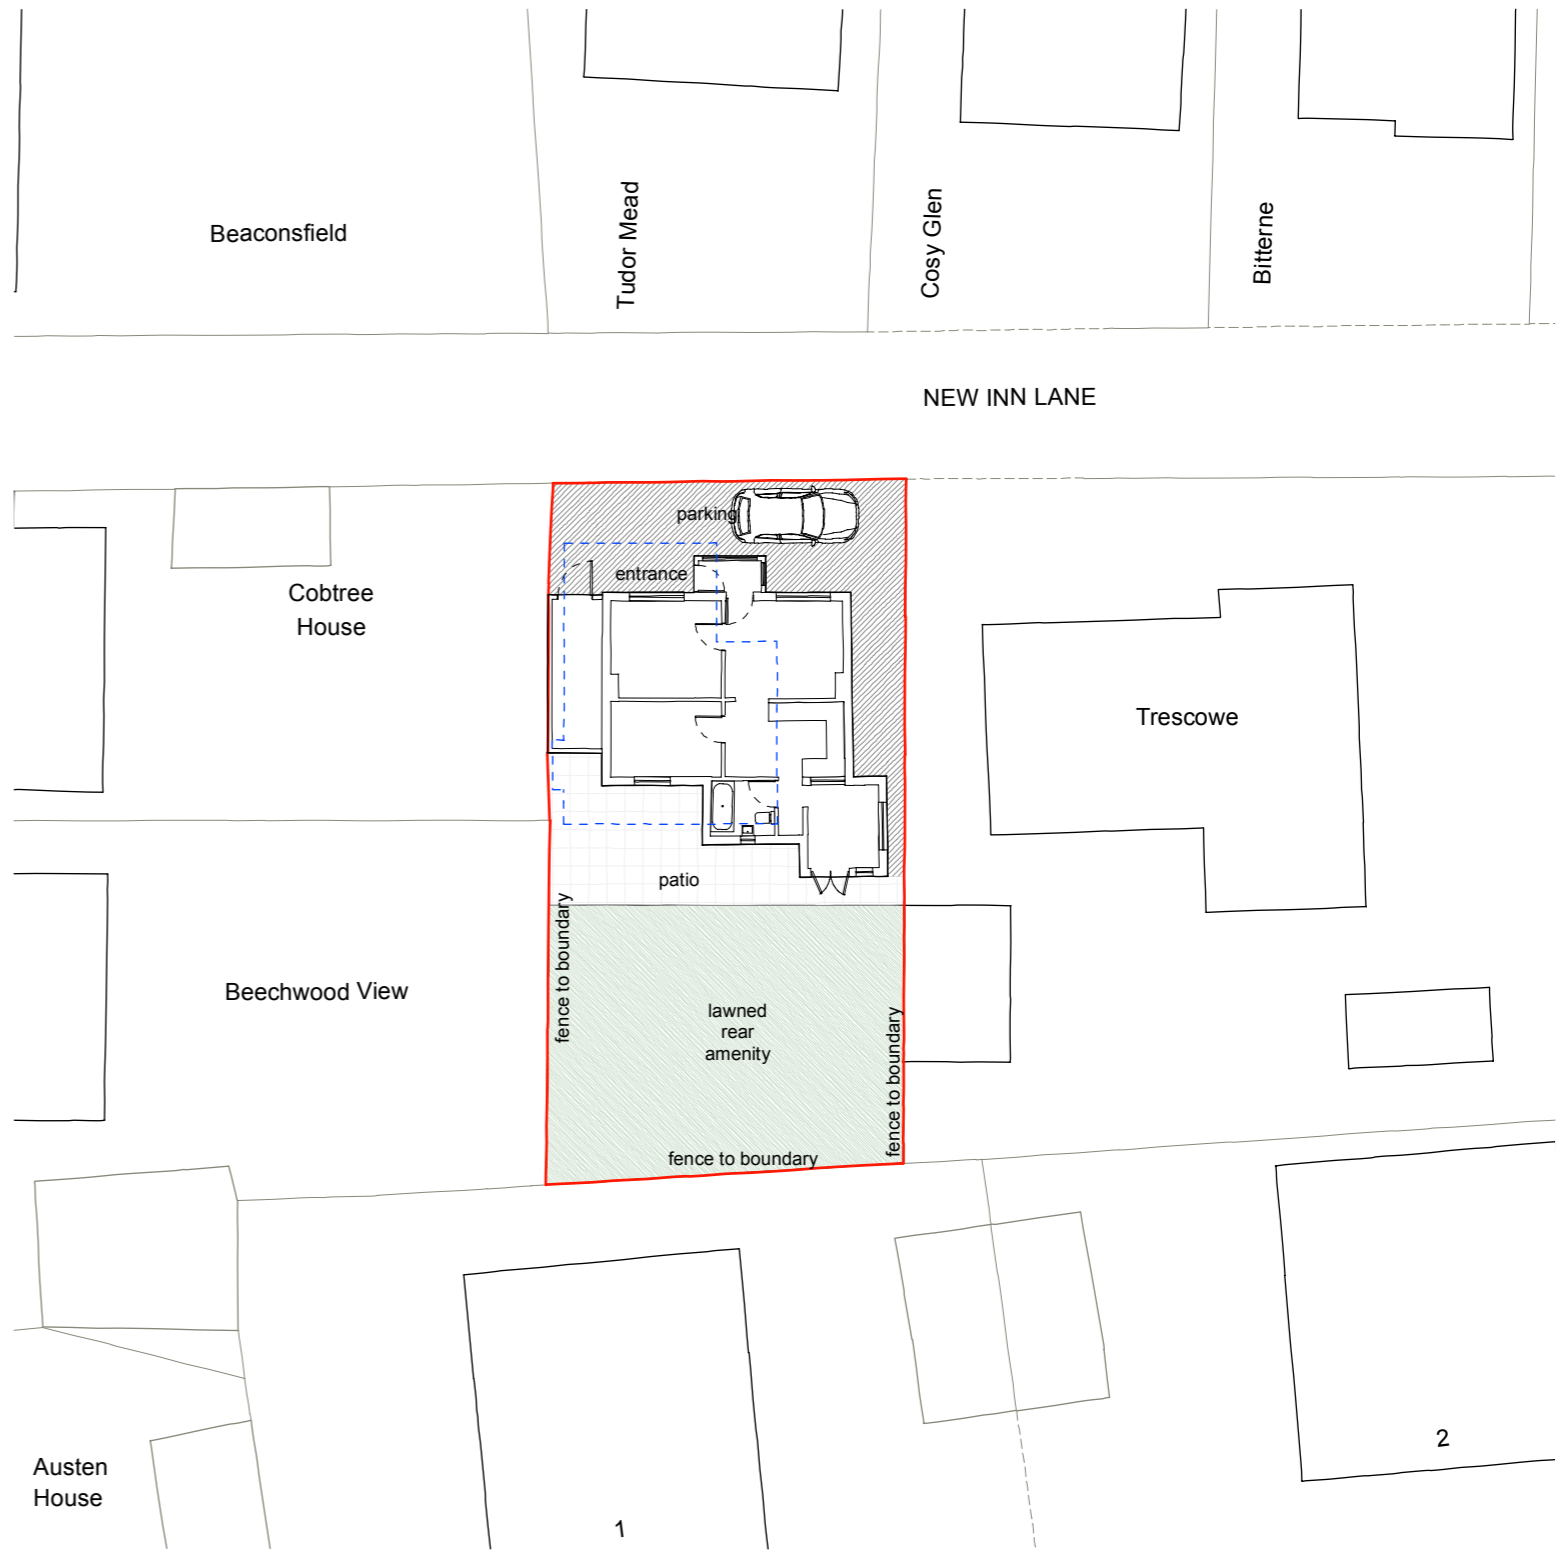 Beaconsfield
Tudor Mead
Cosy Glen
Bitterne
NEW INN LANE
parking
entrance
Cobtree
House
Trescowe
patio
fence to boundary
Beechwood View
lawned
rear
amenity
fence to boundary
fence to boundary
Austen
House
1
2